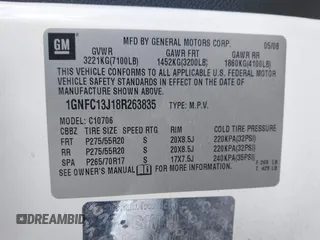 GM
MFD BY GENERAL MOTORS CORP. 05/08
GVWR GAWR FRT GAWR RR
3221KG(7100LB) 1452KG(3200LB) 1860KG(4100LB)
THIS VEHICLE CONFORMS TO ALL APPLICABLE U.S. FEDERAL MOTOR
VEHICLE SAFETY STANDARDS IN EFFECT ON THE DATE OF
MANUFACTURE SHOWN ABOVE.
1GNFC13J18R263835 TYPE: M.P.V.
MODEL: C10706
CBBZ TIRE SIZE SPEED RTG RIM COLD TIRE PRESSURE
FRT P275/55R20 S 20X8.5J 220KPA(32PSI)
RR P275/55R20 S 20X8.5J 220KPA(32PSI)
SPA P265/70R17 S 17X7.5J 240KPA(35PSI)
SEE OWNER'S MANUAL
DREAMBID